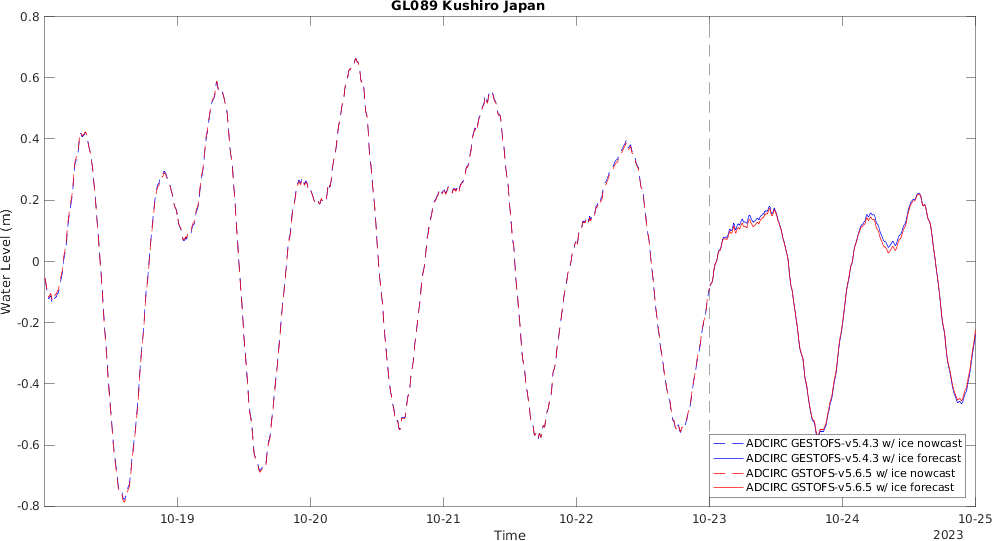 GL089 Kushiro Japan
0.8
0.6
0.4
0.2
0
-0.2
-0.4
-0.6
-0.8
Water Level (m)
10-19
10-20
10-21
10-22
10-23
10-24
10-25
Time
2023
ADCIRC GESTOFS-v5.4.3 w/ ice nowcast
ADCIRC GESTOFS-v5.4.3 w/ ice forecast
ADCIRC GSTOFS-v5.6.5 w/ ice nowcast
ADCIRC GSTOFS-v5.6.5 w/ ice forecast